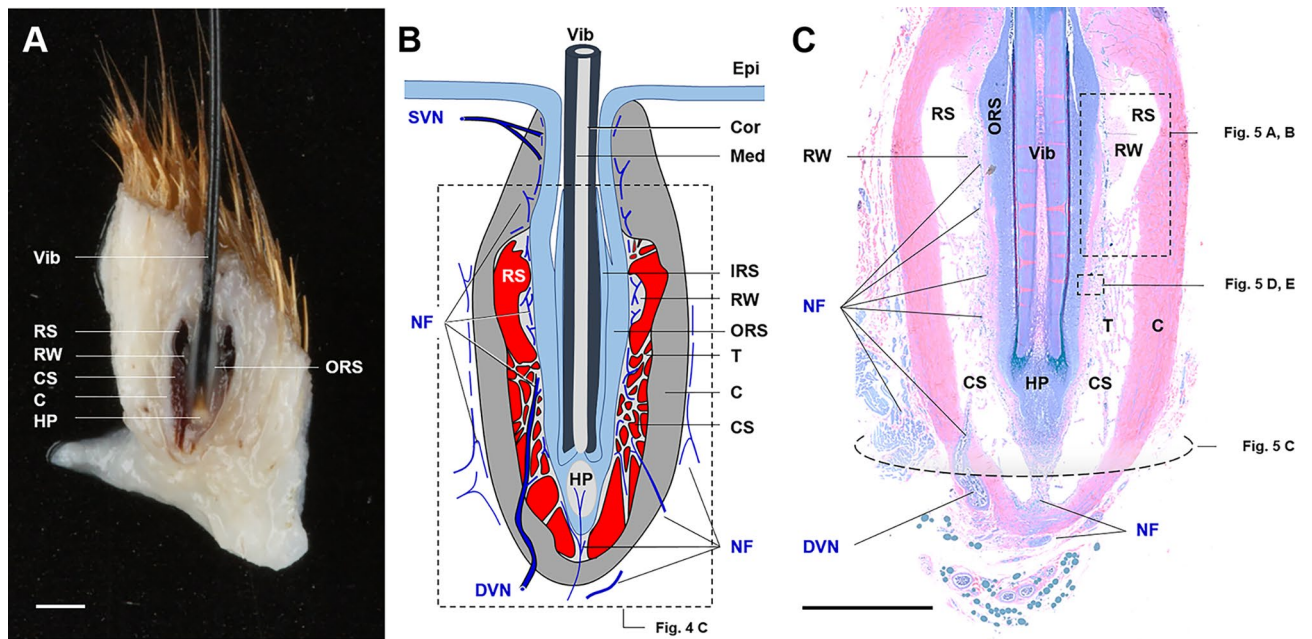 A
Vib
RS
RW
CS
C
HP
ORS
B
Vib
Epi
SVN
Cor
Med
RS
IRS
RW
NF
ORS
T
C
CS
HP
NF
DVN
Fig. 4 C
C
RS
ORS
RS
Fig. 5 A, B
RW
Vib
RW
NF
Fig. 5 D, E
T
C
CS
HP
CS
Fig. 5 C
DVN
NF